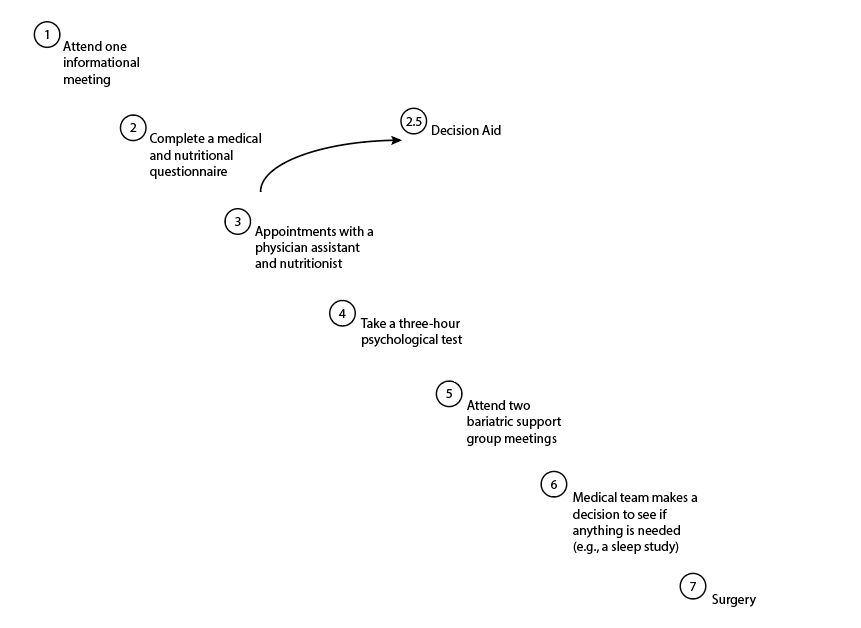 1
Attend one
informational
meeting
2
Complete a medical
and nutritional
questionnaire
2.5
Decision Aid
3
Appointments with a
physician assistant
and nutritionist
4
Take a three-hour
psychological test
5
Attend two
bariatric support
group meetings
6
Medical team makes a
decision to see if
anything is needed
(e.g., a sleep study)
7
Surgery